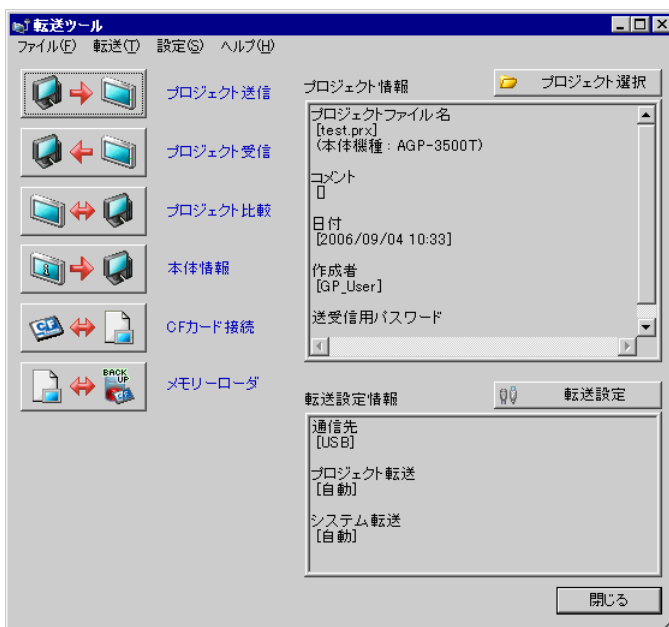 転送ツール
ファイル(F) 転送(T) 設定(S) ヘルプ(H)
プロジェクト送信
プロジェクト受信
プロジェクト比較
本体情報
CFカード接続
BACK
UP
CF
CF
メモリーローダ
プロジェクト情報
プロジェクト選択
プロジェクトファイル名
[test.prx]
(本体機種：AGP-3500T)
コメント
[]
日付
[2006/09/04 10:33]
作成者
[GP_User]
送受信用パスワード
転送設定情報
転送設定
通信先
[USB]
プロジェクト転送
[自動]
システム転送
[自動]
閉じる